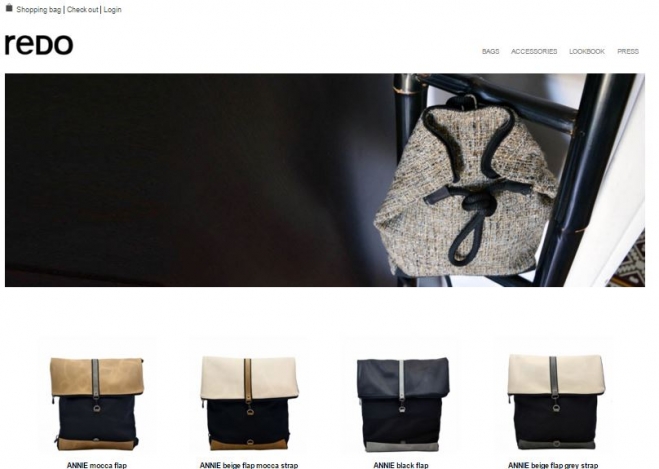 Shopping bag | Check out | Login
reDO
BAGS ACCESSORIES LOOKBOOK PRESS
ANNIE mocca flap
ANNIE beige flap mocca strap
ANNIE black flap
ANNIE beige flap grey strap